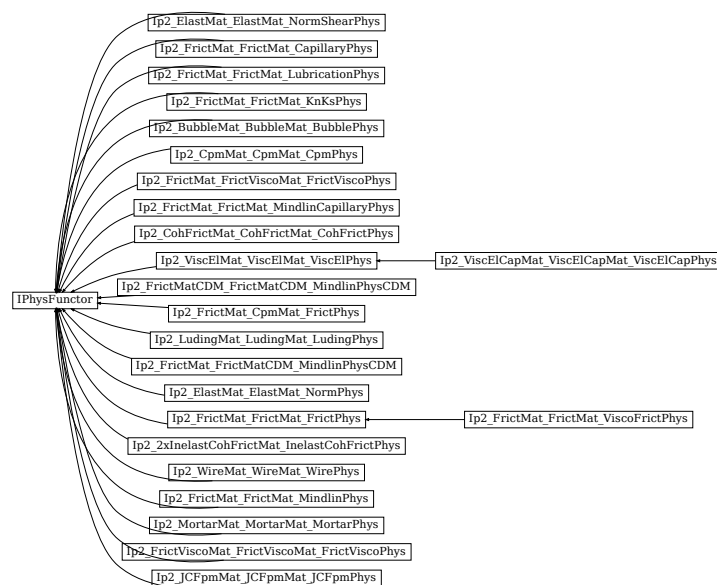 Ip2_ElastMat_ElastMat_NormShearPhys
Ip2_FrictMat_FrictMat_CapillaryPhys
Ip2_FrictMat_FrictMat_LubricationPhys
Ip2_FrictMat_FrictMat_KnKsPhys
Ip2_BubbleMat_BubbleMat_BubblePhys
Ip2_CpmMat_CpmMat_CpmPhys
Ip2_FrictMat_FrictViscoMat_FrictViscoPhys
Ip2_FrictMat_FrictMat_MindlinCapillaryPhys
Ip2_CohFrictMat_CohFrictMat_CohFrictPhys
Ip2_ViscElMat_ViscElMat_ViscElPhys
Ip2_ViscElCapMat_ViscElCapMat_ViscElCapPhys
Ip2_FrictMatCDM_FrictMatCDM_MindlinPhysCDM
IPhysFunctor
Ip2_FrictMat_CpmMat_FrictPhys
Ip2_LudingMat_LudingMat_LudingPhys
Ip2_FrictMat_FrictMatCDM_MindlinPhysCDM
Ip2_ElastMat_ElastMat_NormPhys
Ip2_FrictMat_FrictMat_FrictPhys
Ip2_FrictMat_FrictMat_ViscoFrictPhys
Ip2_2xInelastCohFrictMat_InelastCohFrictPhys
Ip2_WireMat_WireMat_WirePhys
Ip2_FrictMat_FrictMat_MindlinPhys
Ip2_MortarMat_MortarMat_MortarPhys
Ip2_FrictViscoMat_FrictViscoMat_FrictViscoPhys
Ip2_JCFpmMat_JCFpmMat_JCFpmPhys